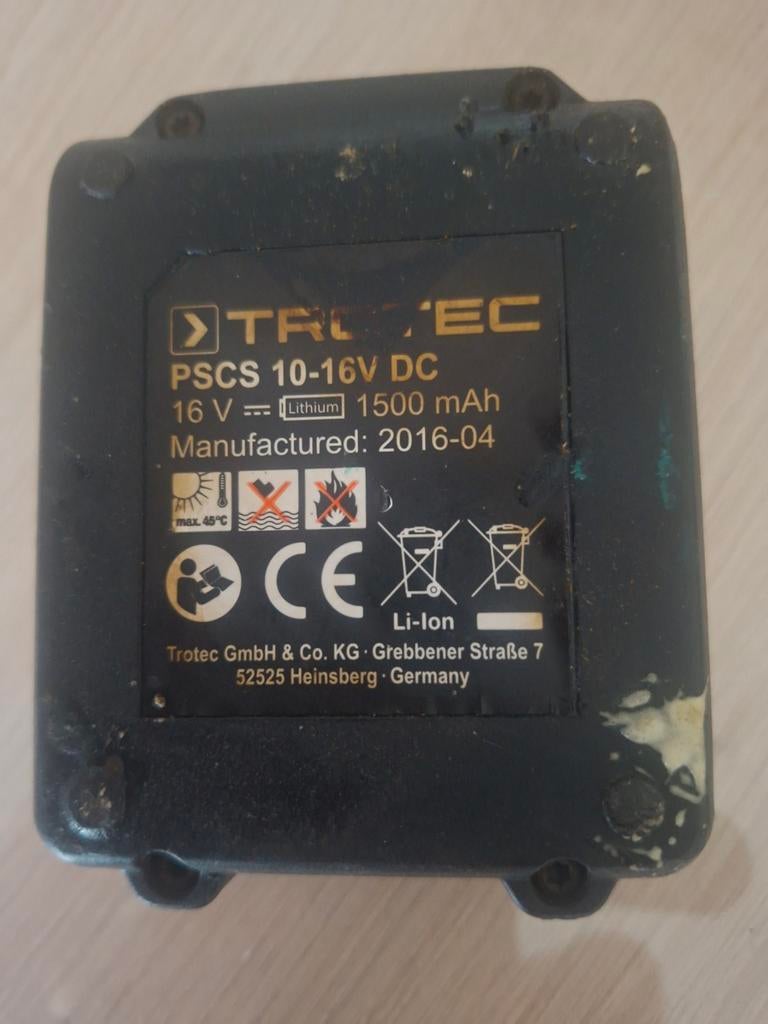 TROTEC
PSCS 10-16V DC
16 V Lithium 1500 mAh
Manufactured: 2016-04
max. 45°C
CE
Li-Ion
Trotec GmbH & Co. KG · Grebbener Straße 7
52525 Heinsberg · Germany